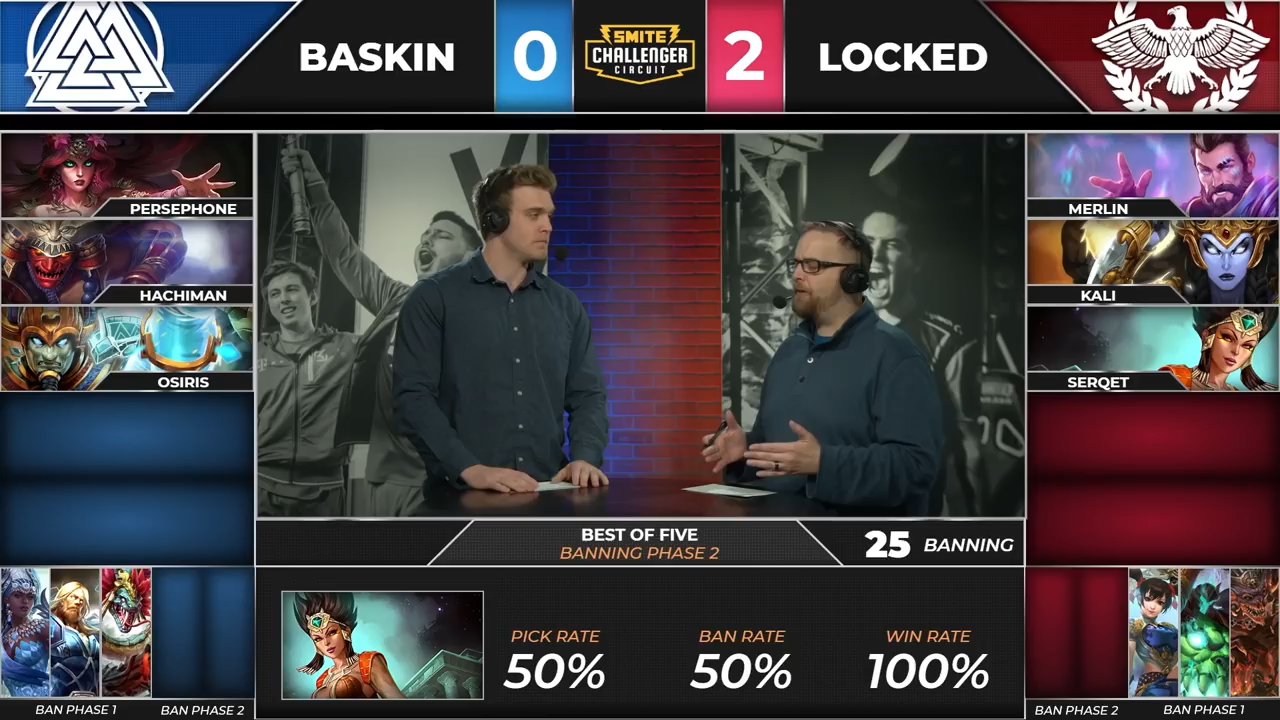 BASKIN
0
SMITE
CHALLENGER
CIRCUIT
2
LOCKED
PERSEPHONE
HACHIMAN
OSIRIS
MERLIN
KALI
SERQET
BEST OF FIVE
BANNING PHASE 2
25 BANNING
PICK RATE
50%
BAN RATE
50%
WIN RATE
100%
BAN PHASE 1
BAN PHASE 2
BAN PHASE 2
BAN PHASE 1